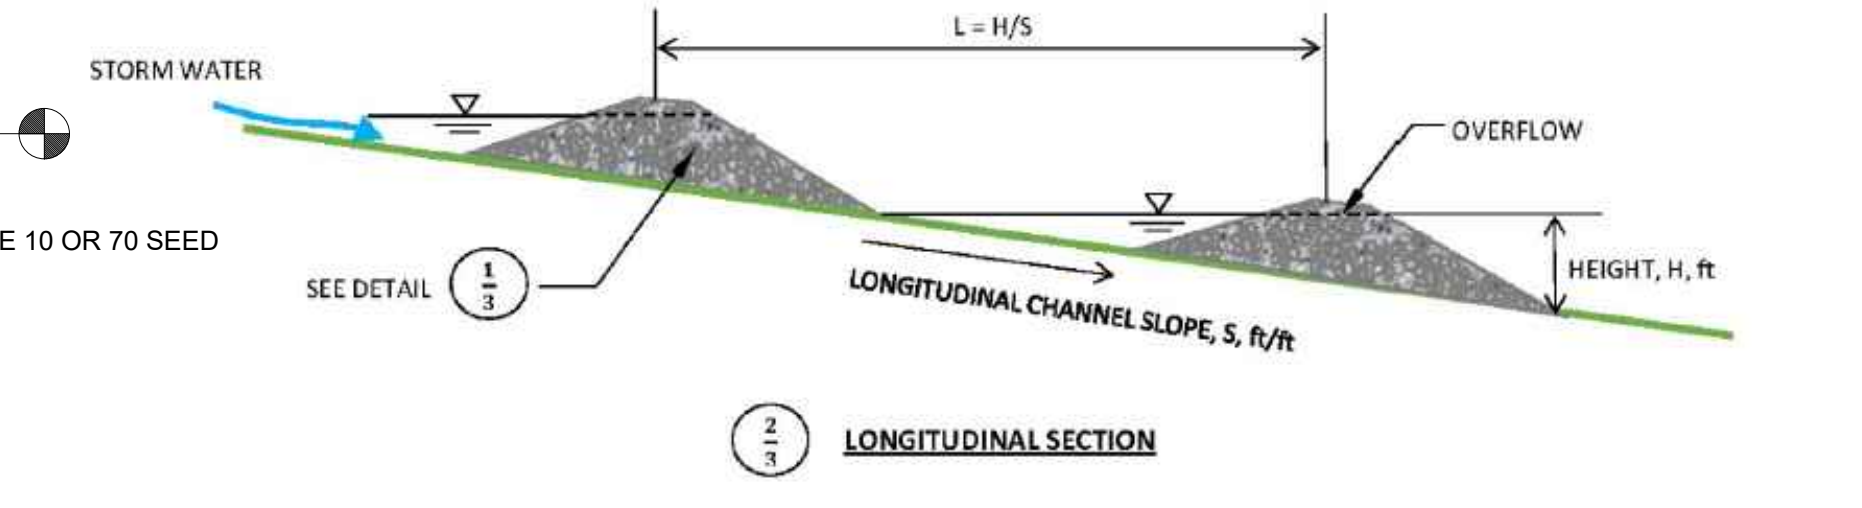 L = H/S
STORM WATER
OVERFLOW
E 10 OR 70 SEED
SEE DETAIL
1
3
HEIGHT, H, ft
LONGITUDINAL CHANNEL SLOPE, S, ft/ft
2
3
LONGITUDINAL SECTION